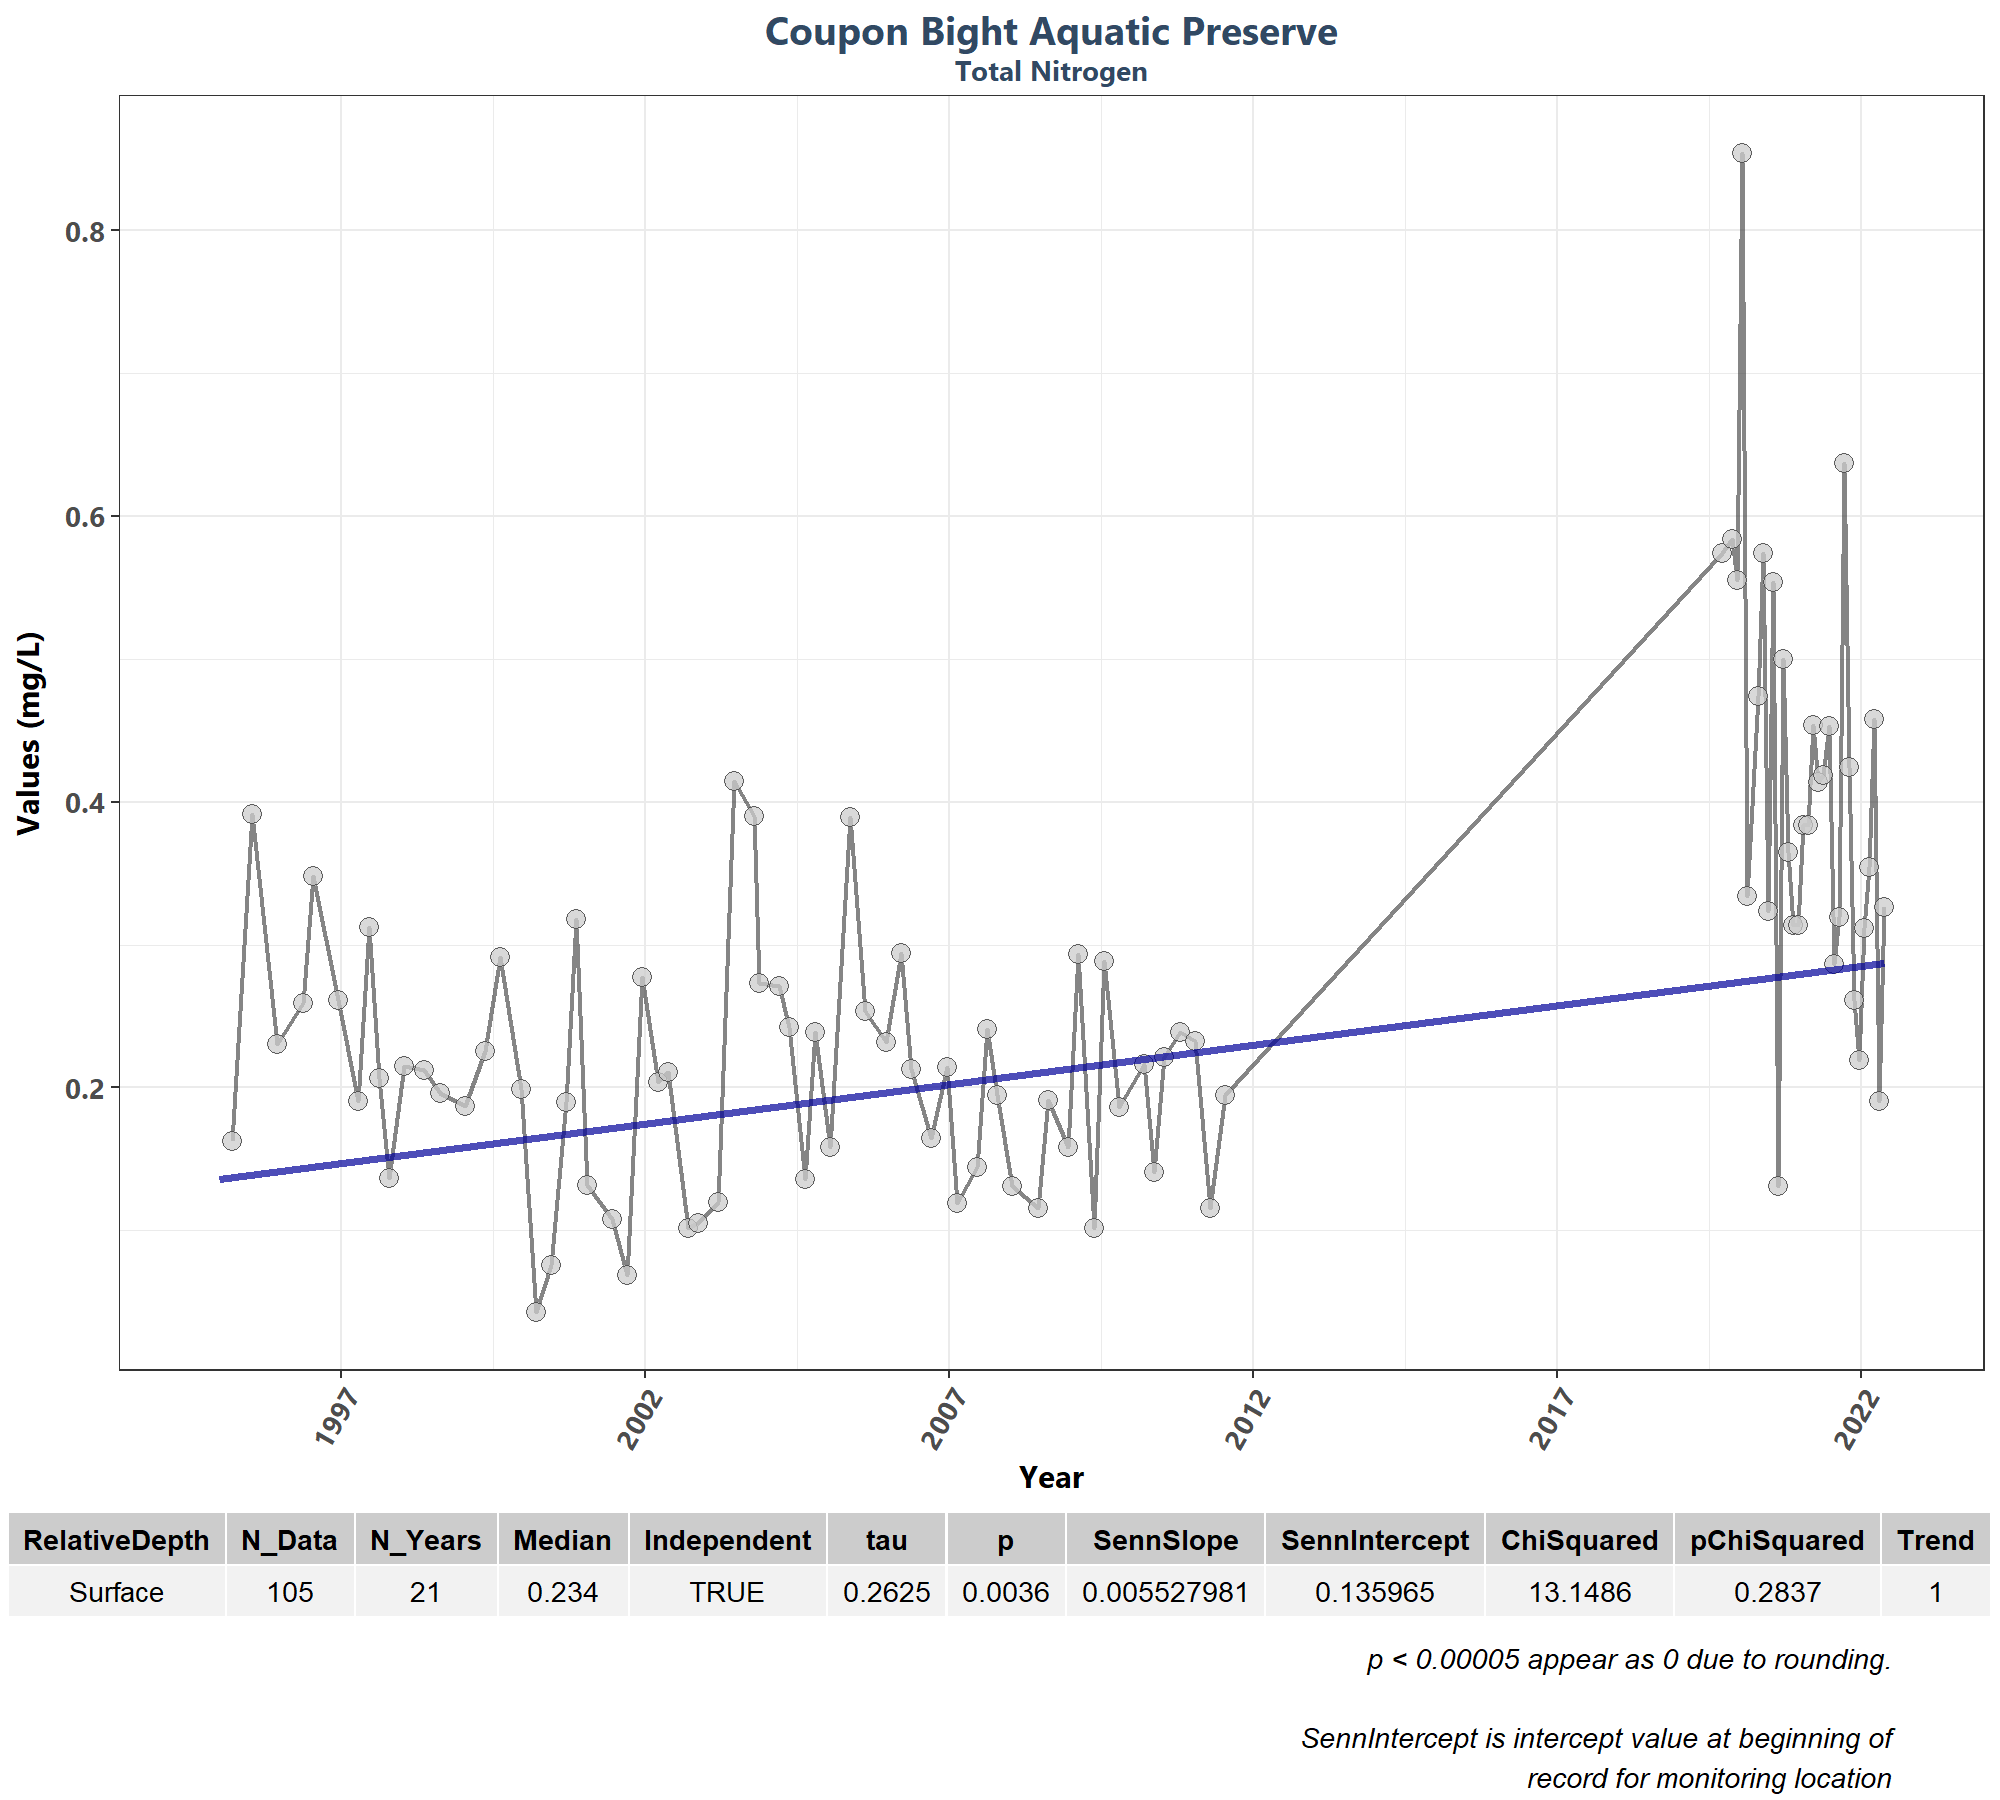 Coupon Bight Aquatic Preserve
Total Nitrogen
Values (mg/L)
0.8
0.6
0.4
0.2
1997 2002 2007 2012 2017 2022
Year
RelativeDepth N_Data N_Years Median Independent tau p SennSlope SennIntercept ChiSquared pChiSquared Trend
Surface 105 21 0.234 TRUE 0.2625 0.0036 0.005527981 0.135965 13.1486 0.2837 1
p < 0.00005 appear as 0 due to rounding.
SennIntercept is intercept value at beginning of
record for monitoring location